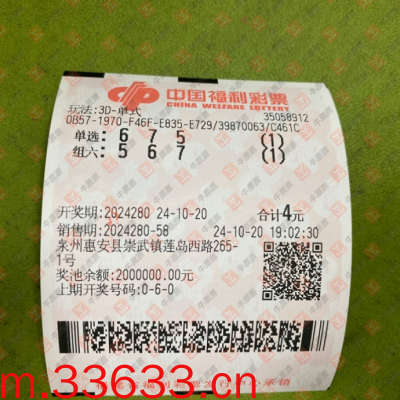 中国福利彩票
CHINA WELFARE LOTTERY
玩法:3D-单式 35058912
0857-1970-F46F-E835-E729/39870063/C461C
单选: 6 7 5 (1)
组六: 5 6 7 (1)
开奖期:2024280 24-10-20 合计4元
销售期:2024280-58 24-10-20 19:02:30
泉州惠安县崇武镇莲岛西路265-
1号
奖池余额:2000000.00元
上期开奖号码:0-6-0
m.33633.com